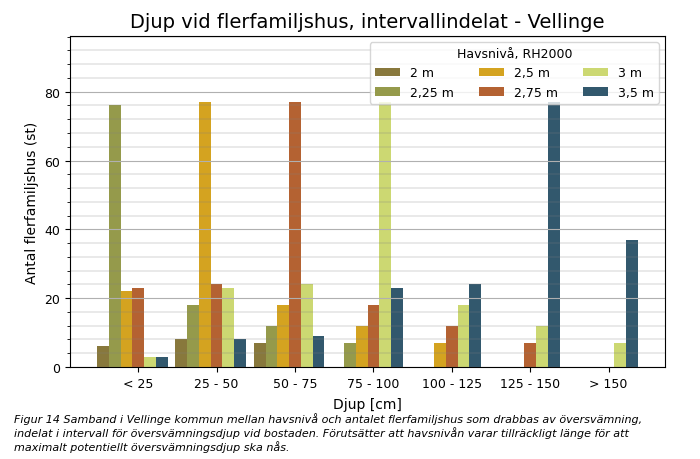 Djup vid flerfamiljshus, intervallindelat - Vellinge
Havsnivå, RH2000
2 m
2,5 m
3 m
2,25 m
2,75 m
3,5 m
Antal flerfamiljshus (st)
80
60
40
20
0
< 25
25 - 50
50 - 75
75 - 100
100 - 125
125 - 150
> 150
Djup [cm]
Figur 14 Samband i Vellinge kommun mellan havsnivå och antalet flerfamiljshus som drabbas av översvämning,
indelat i intervall för översvämningsdjup vid bostaden. Förutsätter att havsnivån varar tillräckligt länge för att
maximalt potentiellt översvämningsdjup ska nås.